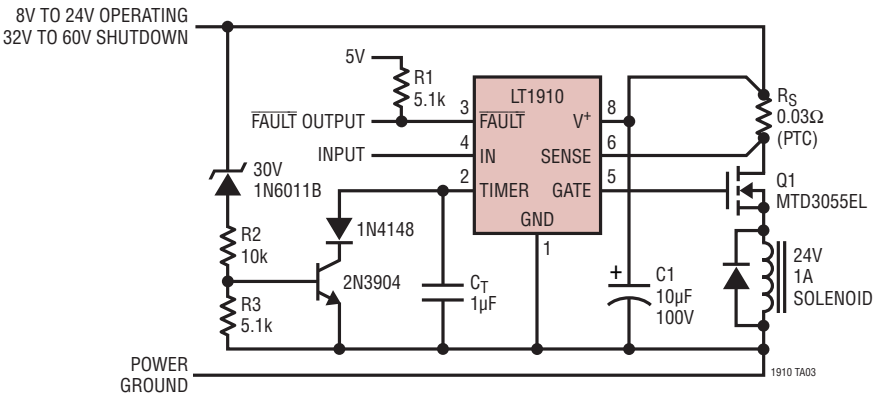 8V TO 24V OPERATING
32V TO 60V SHUTDOWN
5V
R1
5.1k
LT1910
FAULT OUTPUT
3
FAULT
V+
8
INPUT
4
IN
SENSE
6
2
TIMER
GATE
5
GND
1
RS
0.03Ω
(PTC)
Q1
MTD3055EL
30V
1N6011B
1N4148
R2
10k
2N3904
R3
5.1k
CT
1µF
+
C1
10µF
100V
24V
1A
SOLENOID
POWER
GROUND
1910 TA03